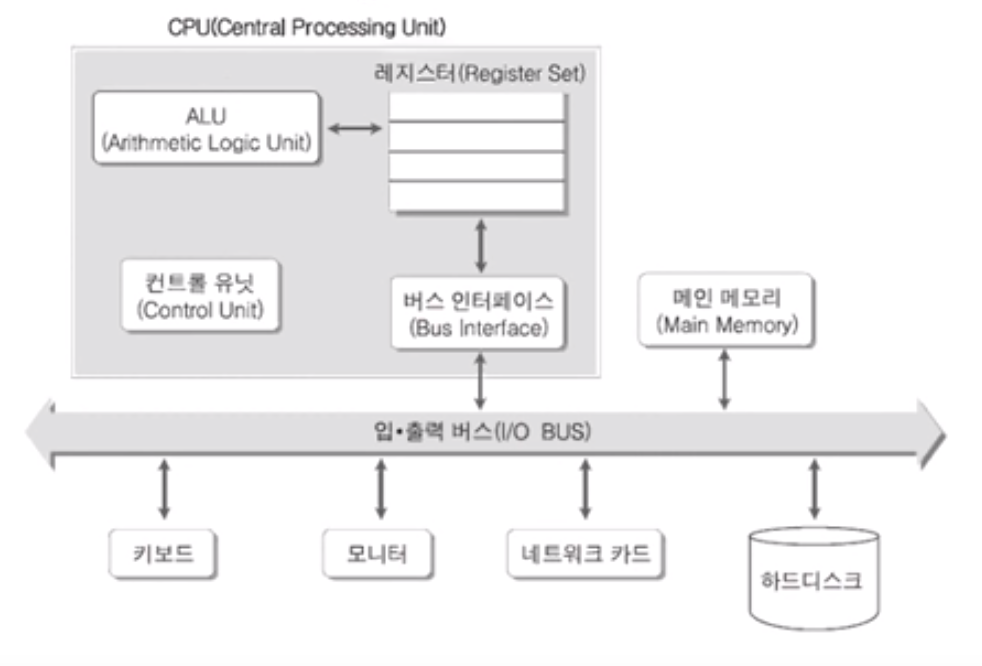 CPU(Central Processing Unit)
레지스터(Register Set)
ALU
(Arithmetic Logic Unit)
컨트롤 유닛
(Control Unit)
버스 인터페이스
(Bus Interface)
메인 메모리
(Main Memory)
입•출력 버스(I/O BUS)
키보드
모니터
네트워크 카드
하드디스크